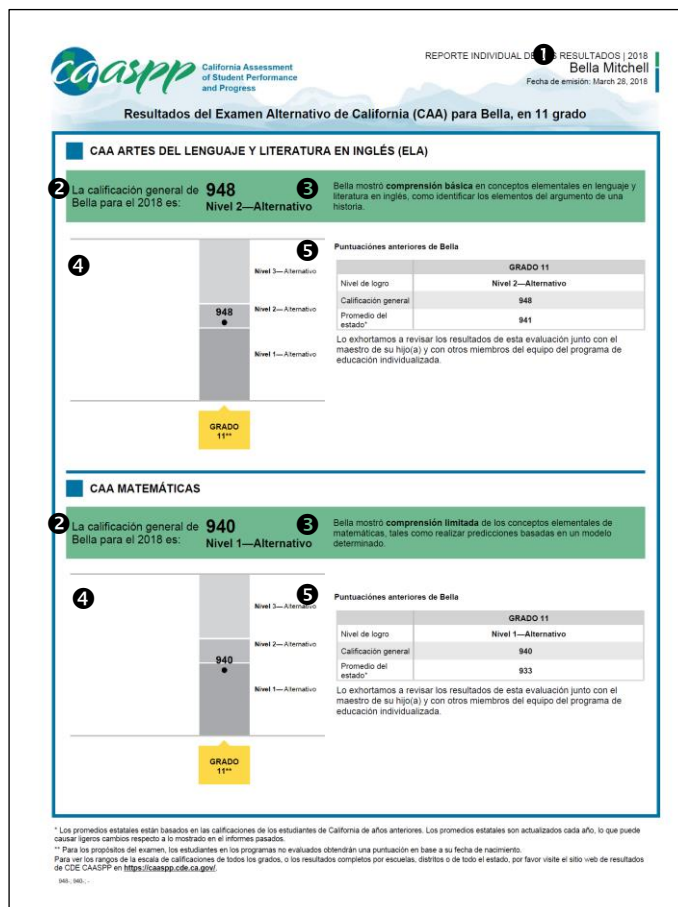 caaspp
California Assessment
of Student Performance
and Progress
REPORTE INDIVIDUAL DE RESULTADOS | 2018
1
Bella Mitchell
Fecha de emisión: March 28, 2018
Resultados del Examen Alternativo de California (CAA) para Bella, en 11 grado
CAA ARTES DEL LENGUAJE Y LITERATURA EN INGLÉS (ELA)
2 La calificación general de
Bella para el 2018 es:
948
Nivel 2—Alternativo
3 Bella mostró comprensión básica en conceptos elementales en lenguaje y
literatura en inglés, como identificar los elementos del argumento de una
historia.
4
Nivel 3—Alternativo
948
Nivel 2—Alternativo
Nivel 1—Alternativo
GRADO
11**
5 Puntuaciónes anteriores de Bella
GRADO 11
Nivel de logro Nivel 2—Alternativo
Calificación general 948
Promedio del
estado* 941
Lo exhortamos a revisar los resultados de esta evaluación junto con el
maestro de su hijo(a) y con otros miembros del equipo del programa de
educación individualizada.
CAA MATEMÁTICAS
2 La calificación general de
Bella para el 2018 es:
940
Nivel 1—Alternativo
3 Bella mostró comprensión limitada de los conceptos elementales de
matemáticas, tales como realizar predicciones basadas en un modelo
determinado.
4
Nivel 3—Alternativo
Nivel 2—Alternativo
940
Nivel 1—Alternativo
GRADO
11**
5 Puntuaciónes anteriores de Bella
GRADO 11
Nivel de logro Nivel 1—Alternativo
Calificación general 940
Promedio del
estado* 933
Lo exhortamos a revisar los resultados de esta evaluación junto con el
maestro de su hijo(a) y con otros miembros del equipo del programa de
educación individualizada.
* Los promedios estatales están basados en las calificaciones de los estudiantes de California de años anteriores. Los promedios estatales son actualizados cada año, lo que puede
causar ligeros cambios respecto a lo mostrado en el informes pasados.
** Para los propósitos del examen, los estudiantes en los programas no evaluados obtendrán una puntuación en base a su fecha de nacimiento.
Para ver los rangos de la escala de calificaciones de todos los grados, o los resultados completos por escuelas, distritos o de todo el estado, por favor visite el sitio web de resultados
de CDE CAASPP en https://caaspp.cde.ca.gov/.